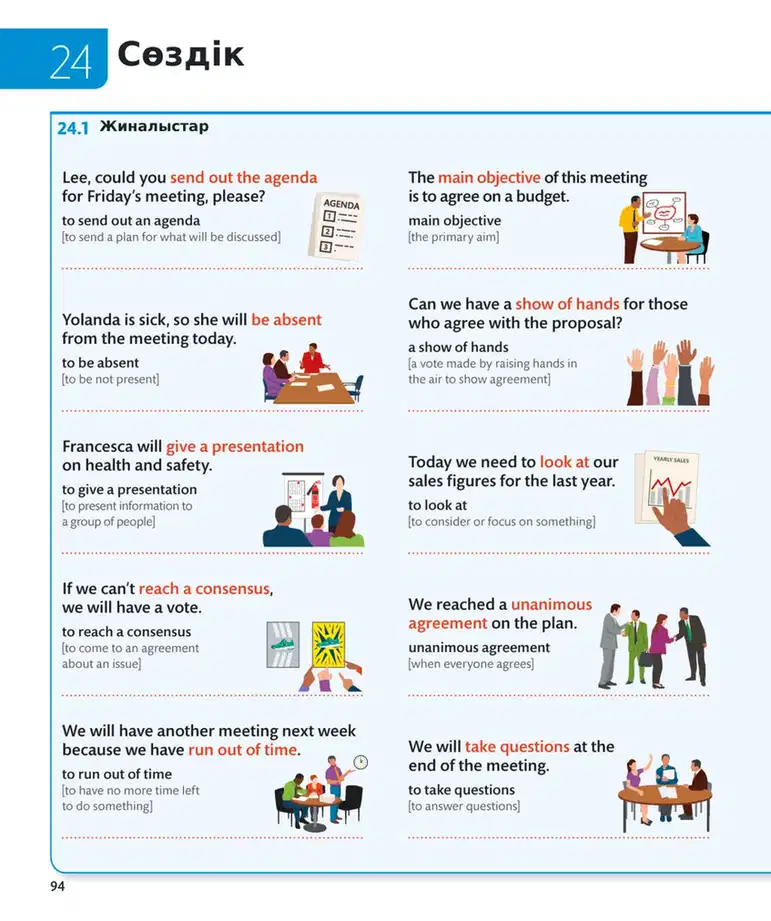 24
Сөздік
24.1 Жиналыстар
Lee, could you send out the agenda
for Friday's meeting, please?
to send out an agenda
[to send a plan for what will be discussed]
AGENDA
1
2
3
The main objective of this meeting
is to agree on a budget.
main objective
[the primary aim]
Yolanda is sick, so she will be absent
from the meeting today.
to be absent
[to be not present]
Can we have a show of hands for those
who agree with the proposal?
a show of hands
[a vote made by raising hands in
the air to show agreement]
Francesca will give a presentation
on health and safety.
to give a presentation
[to present information to
a group of people]
Today we need to look at our
sales figures for the last year.
to look at
[to consider or focus on something]
YEARLY SALES
If we can't reach a consensus,
we will have a vote.
to reach a consensus
[to come to an agreement
about an issue]
We reached a unanimous
agreement on the plan.
unanimous agreement
[when everyone agrees]
We will have another meeting next week
because we have run out of time.
to run out of time
[to have no more time left
to do something]
We will take questions at the
end of the meeting.
to take questions
[to answer questions]
94